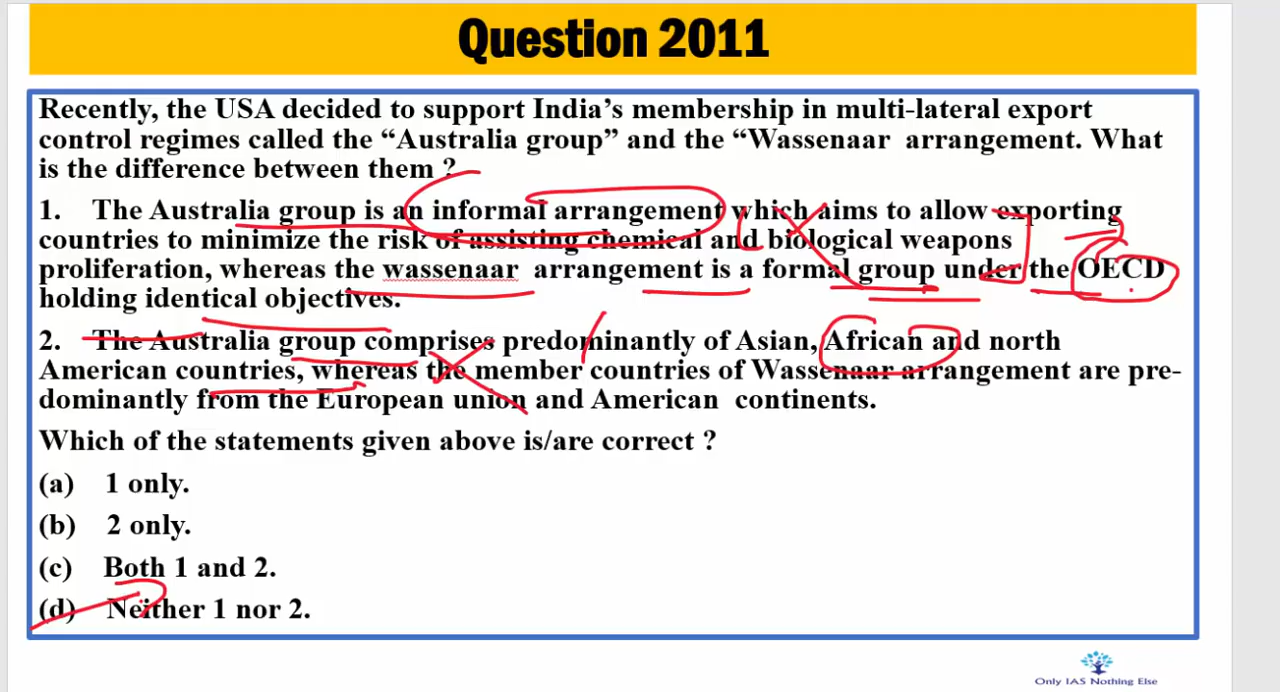 Question 2011
Recently, the USA decided to support India's membership in multi-lateral export
control regimes called the “Australia group” and the “Wassenaar arrangement. What
is the difference between them ?
1. The Australia group is an informal arrangement which aims to allow exporting
countries to minimize the risk of assisting chemical and biological weapons
proliferation, whereas the wassenaar arrangement is a formal group under the OECD
holding identical objectives.
2. The Australia group comprises predominantly of Asian, African and north
American countries, whereas the member countries of Wassenaar arrangement are pre-
dominantly from the European union and American continents.
Which of the statements given above is/are correct ?
(a) 1 only.
(b) 2 only.
(c) Both 1 and 2.
(d) Neither 1 nor 2.
Only IAS Nothing Else